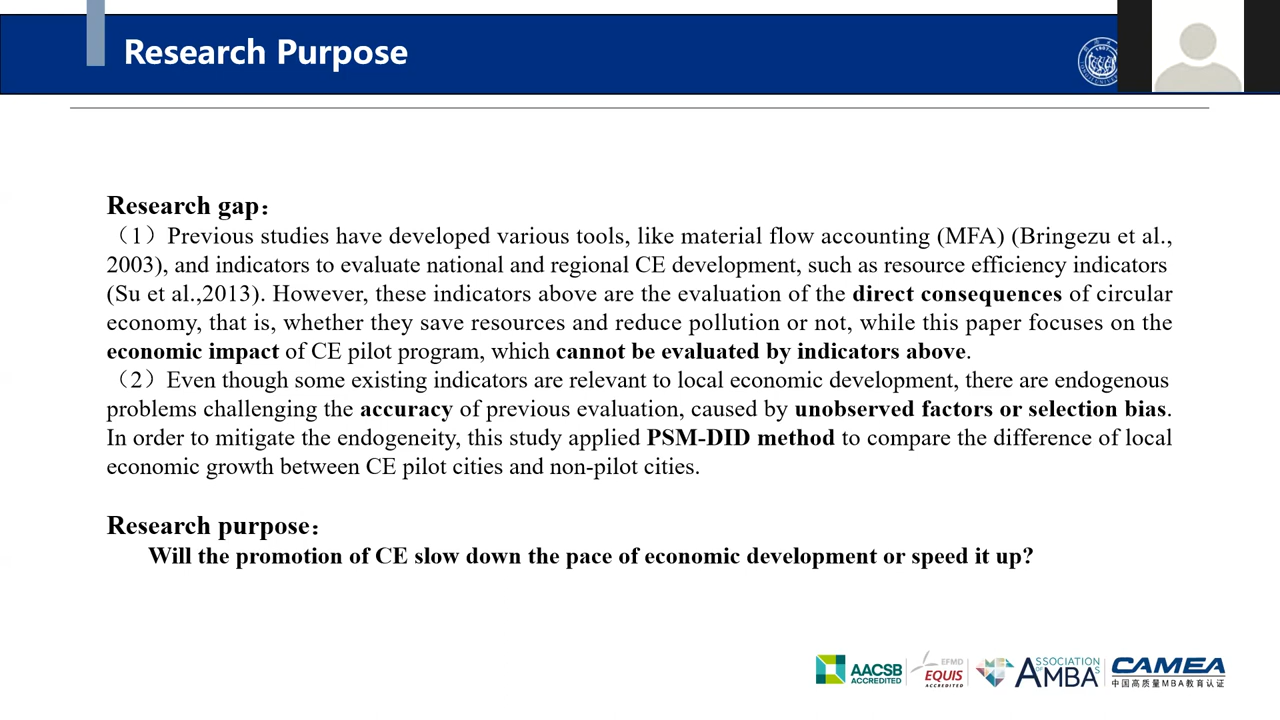 Research Purpose
Research gap：
（1）Previous studies have developed various tools, like material flow accounting (MFA) (Bringezu et al.,
2003), and indicators to evaluate national and regional CE development, such as resource efficiency indicators
(Su et al.,2013). However, these indicators above are the evaluation of the direct consequences of circular
economy, that is, whether they save resources and reduce pollution or not, while this paper focuses on the
economic impact of CE pilot program, which cannot be evaluated by indicators above.
（2）Even though some existing indicators are relevant to local economic development, there are endogenous
problems challenging the accuracy of previous evaluation, caused by unobserved factors or selection bias.
In order to mitigate the endogeneity, this study applied PSM-DID method to compare the difference of local
economic growth between CE pilot cities and non-pilot cities.
Research purpose：
Will the promotion of CE slow down the pace of economic development or speed it up?
AACSB
ACCREDITED
EFMD
EQUIS
ACCREDITED
ASSOCIATION
OF
AMBAs
CAMEA
中国高质量MBA教育认证